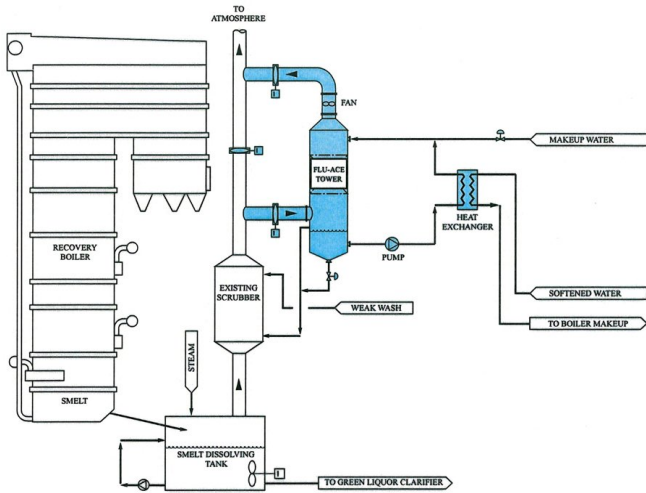 TO
ATMOSPHERE
FAN
MAKEUP WATER
FLU-ACE
TOWER
HEAT
EXCHANGER
RECOVERY
BOILER
PUMP
EXISTING
SCRUBBER
SOFTENED WATER
WEAK WASH
TO BOILER MAKEUP
STEAM
SMELT
SMELT DISSOLVING
TANK
TO GREEN LIQUOR CLARIFIER